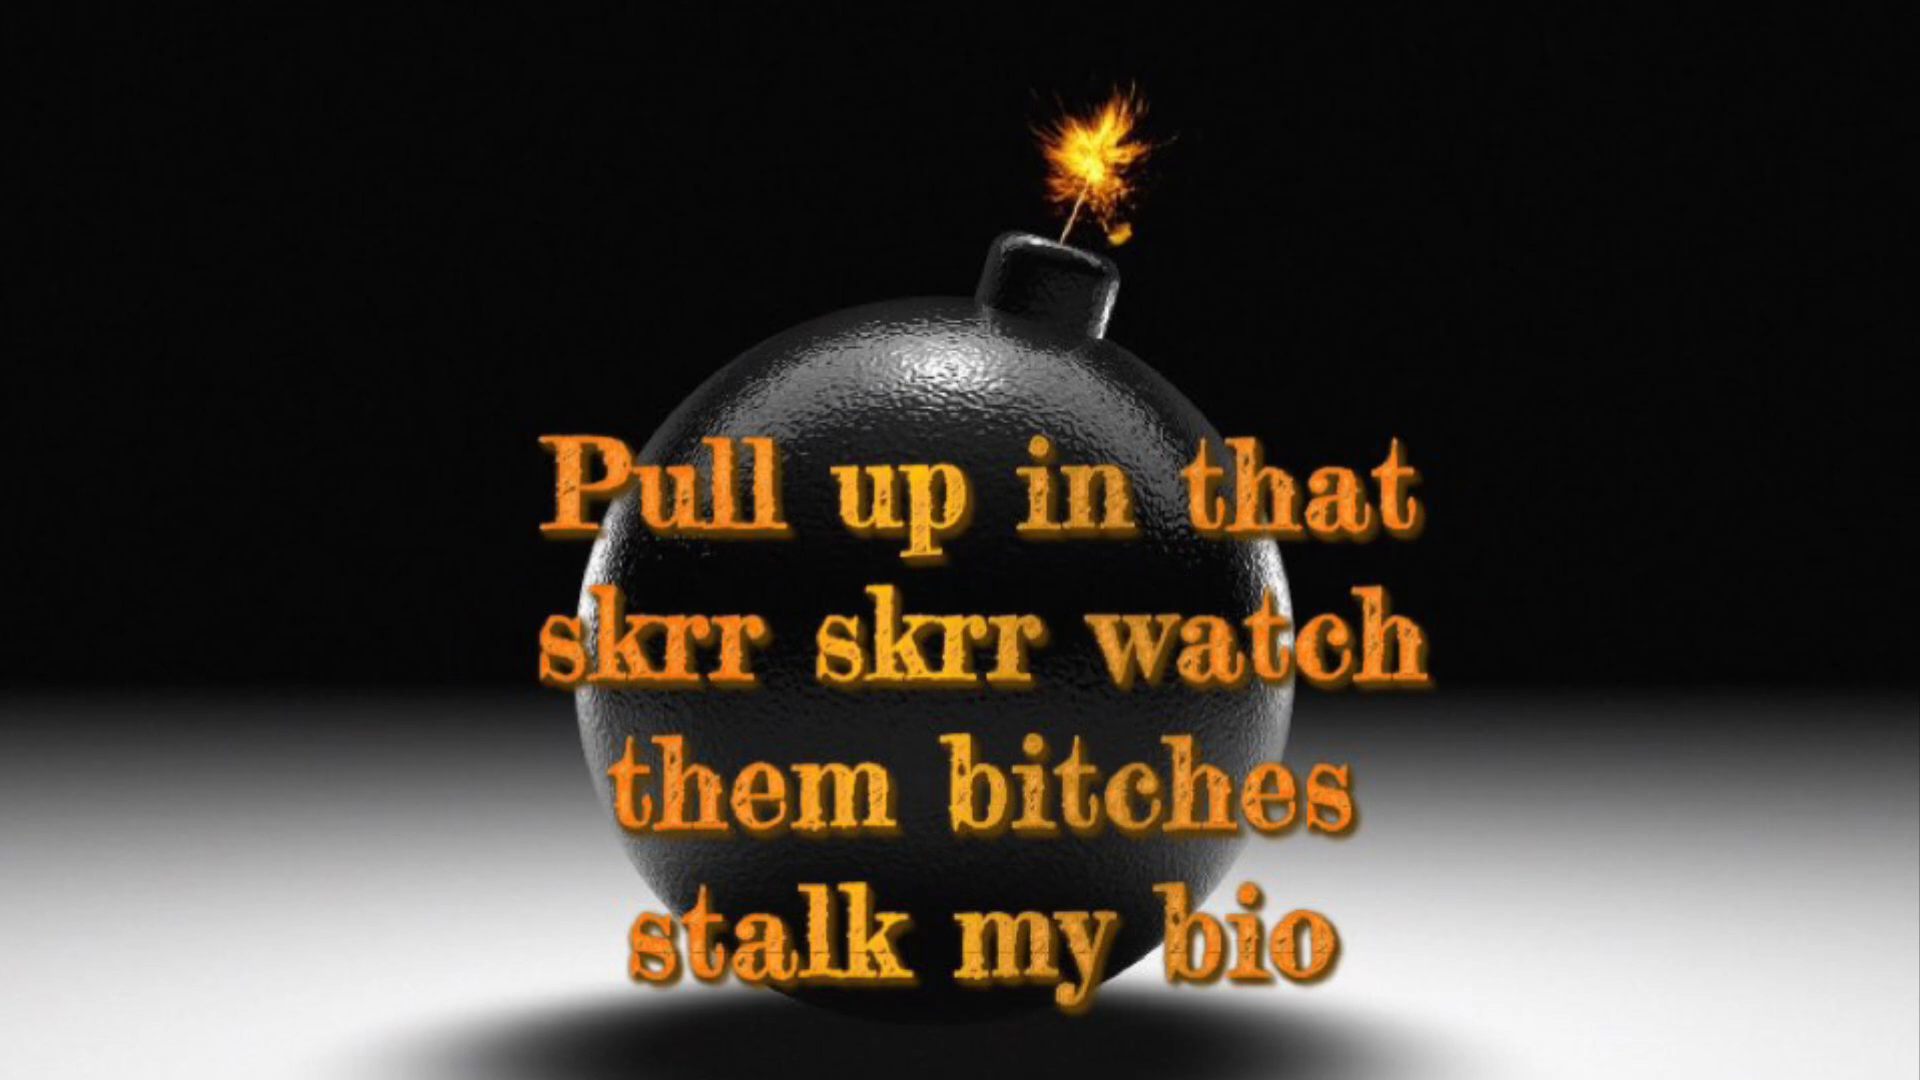 Pull up in that
skrr skrr watch
them bitches
stalk my bio